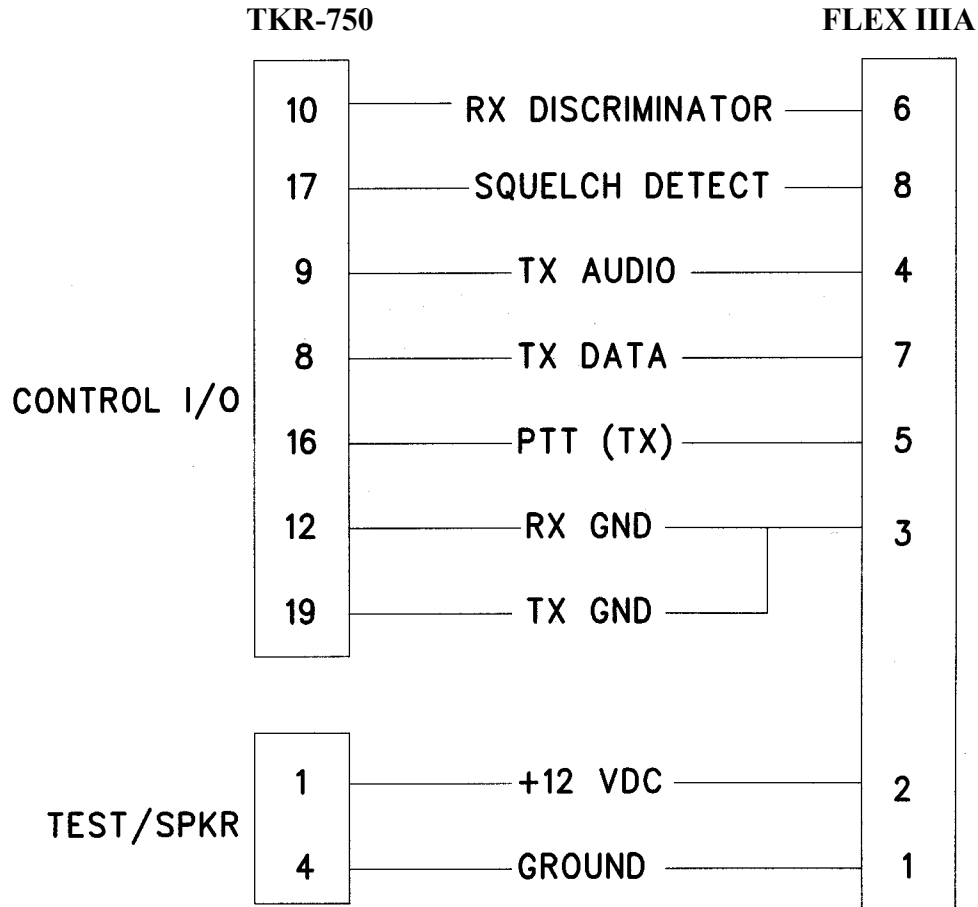 TKR-750 FLEX IIIA
10 RX DISCRIMINATOR 6
17 SQUELCH DETECT 8
9 TX AUDIO 4
8 TX DATA 7
CONTROL I/O
16 PTT (TX) 5
12 RX GND 3
19 TX GND
1 +12 VDC 2
TEST/SPKR
4 GROUND 1